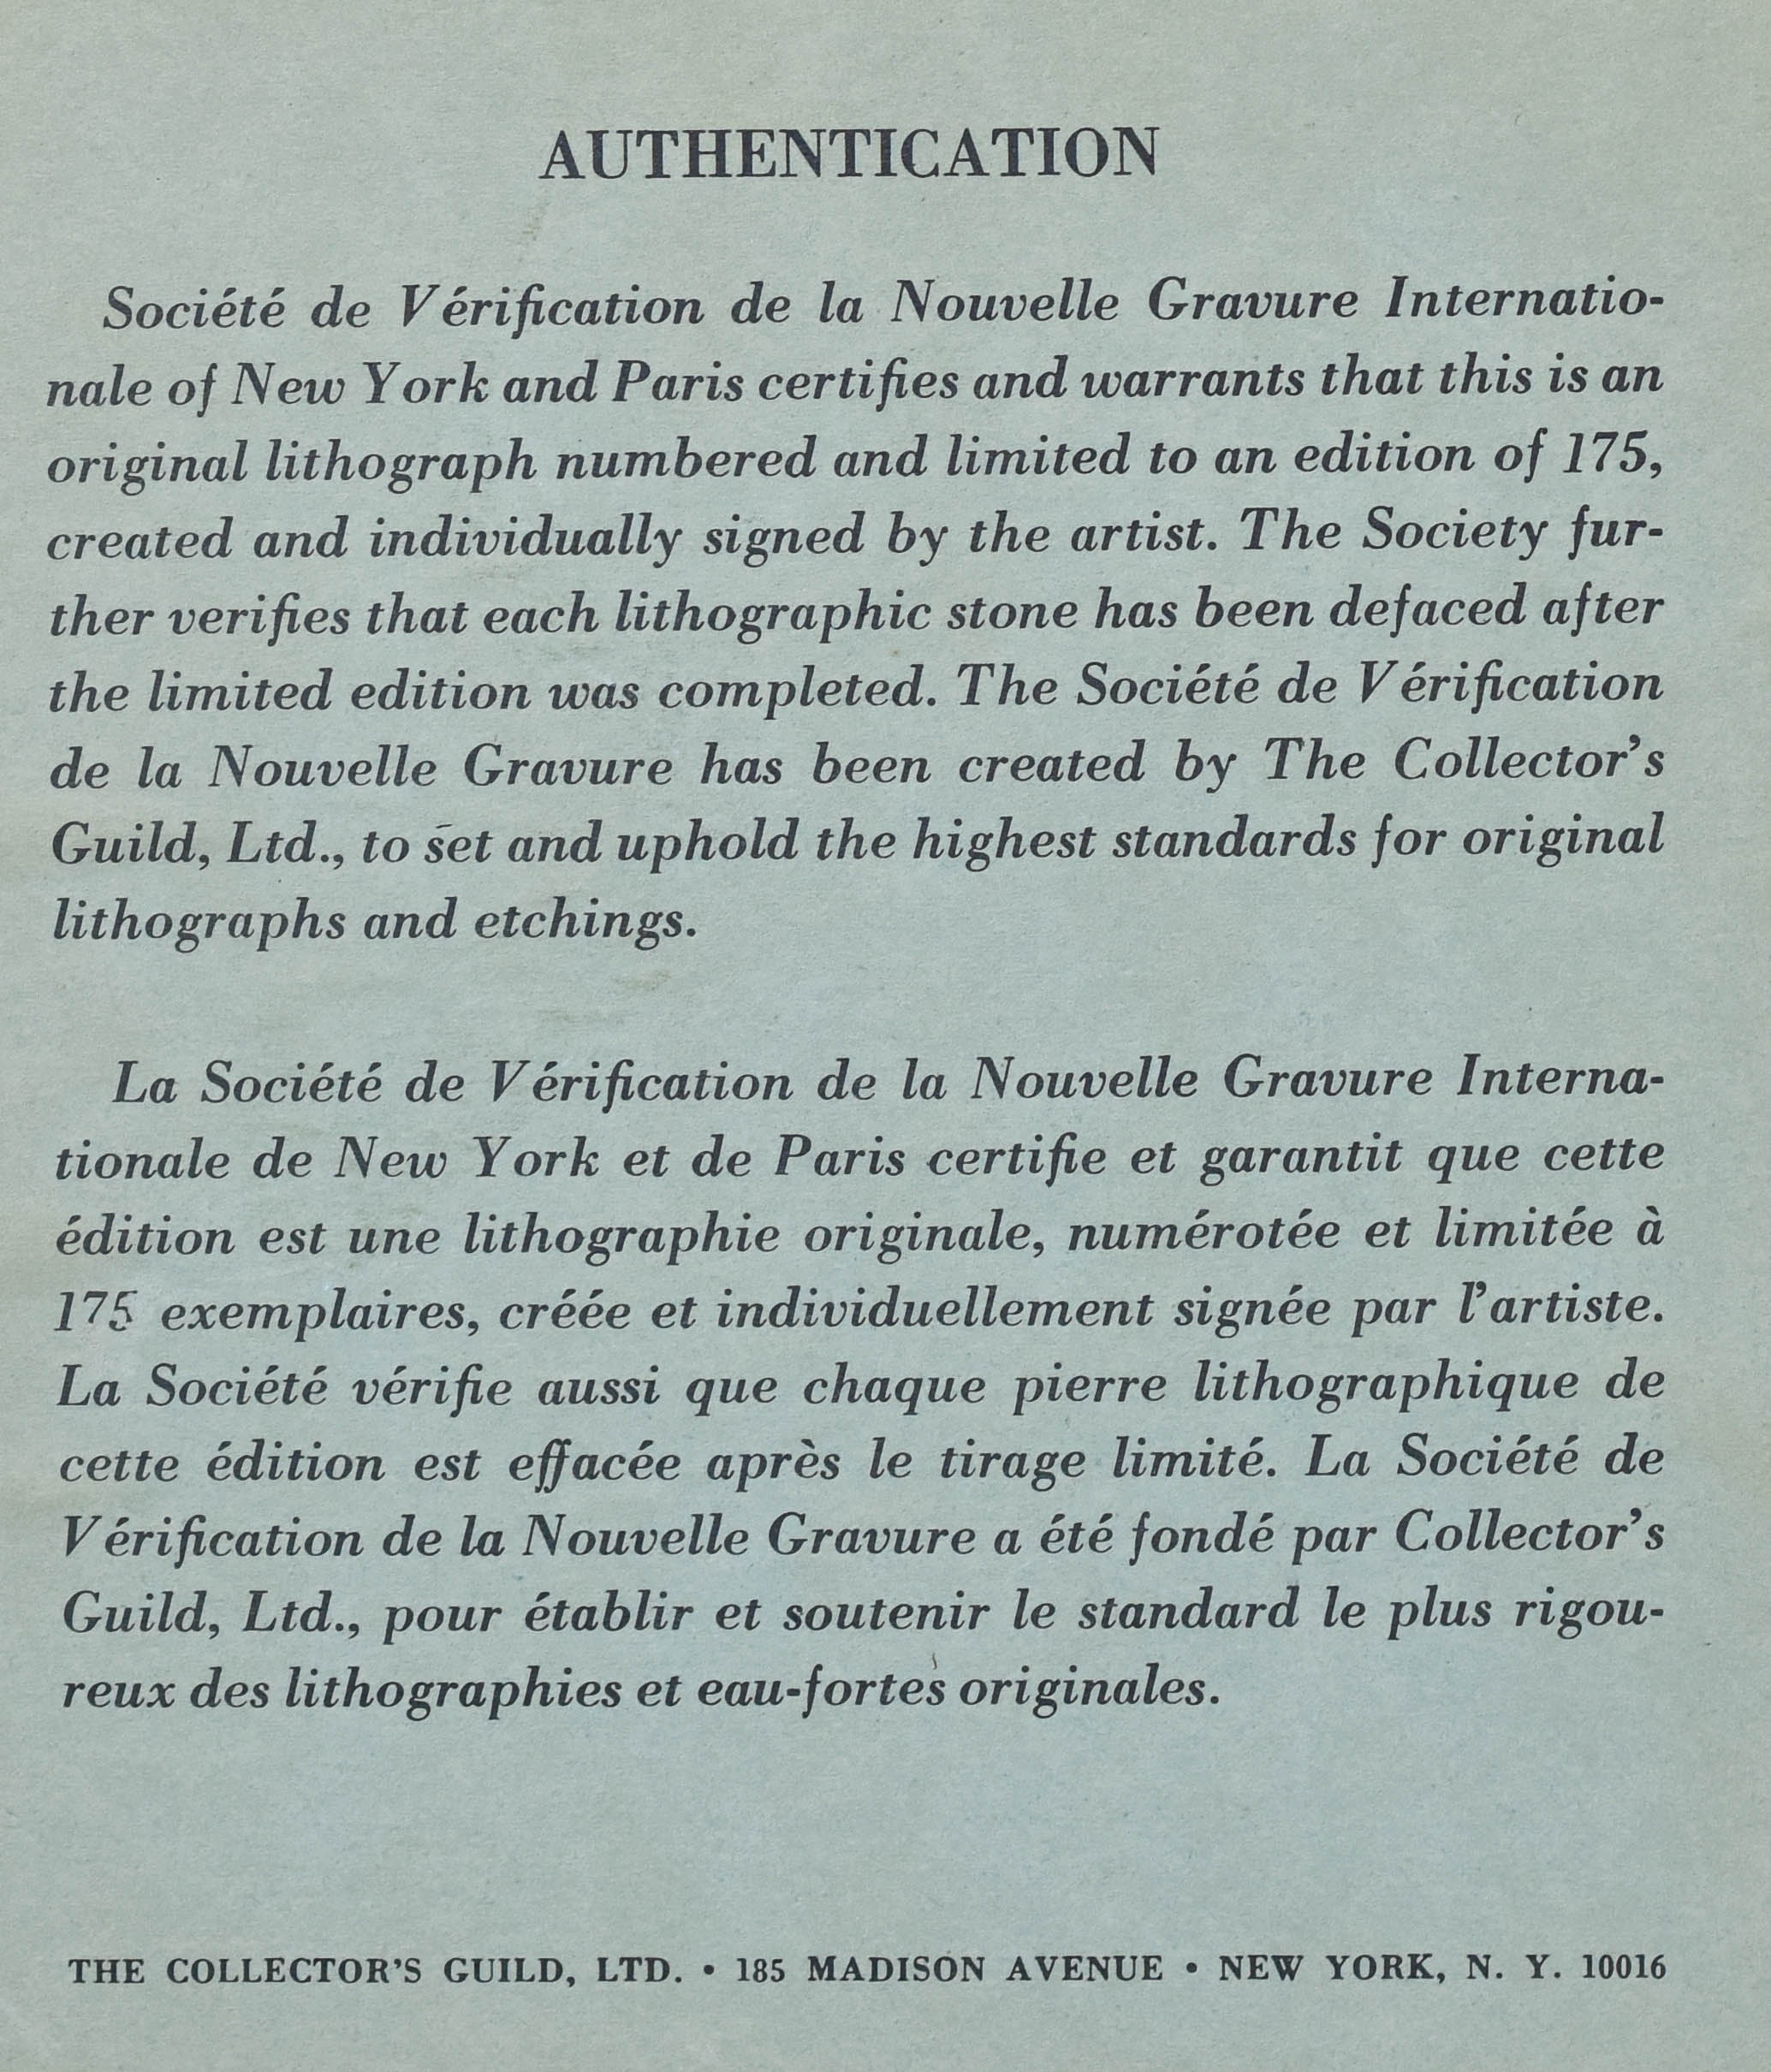 AUTHENTICATION
Société de Vérification de la Nouvelle Gravure Internatio-
nale of New York and Paris certifies and warrants that this is an
original lithograph numbered and limited to an edition of 175,
created and individually signed by the artist. The Society fur-
ther verifies that each lithographic stone has been defaced after
the limited edition was completed. The Société de Vérification
de la Nouvelle Gravure has been created by The Collector's
Guild, Ltd., to set and uphold the highest standards for original
lithographs and etchings.
La Société de Vérification de la Nouvelle Gravure Interna-
tionale de New York et de Paris certifie et garantit que cette
édition est une lithographie originale, numérotée et limitée à
175 exemplaires, créée et individuellement signée par l'artiste.
La Société vérifie aussi que chaque pierre lithographique de
cette édition est effacée après le tirage limité. La Société de
Vérification de la Nouvelle Gravure a été fondé par Collector's
Guild, Ltd., pour établir et soutenir le standard le plus rigou-
reux des lithographies et eau-fortes originales.
THE COLLECTOR'S GUILD, LTD. • 185 MADISON AVENUE • NEW YORK, N. Y. 10016